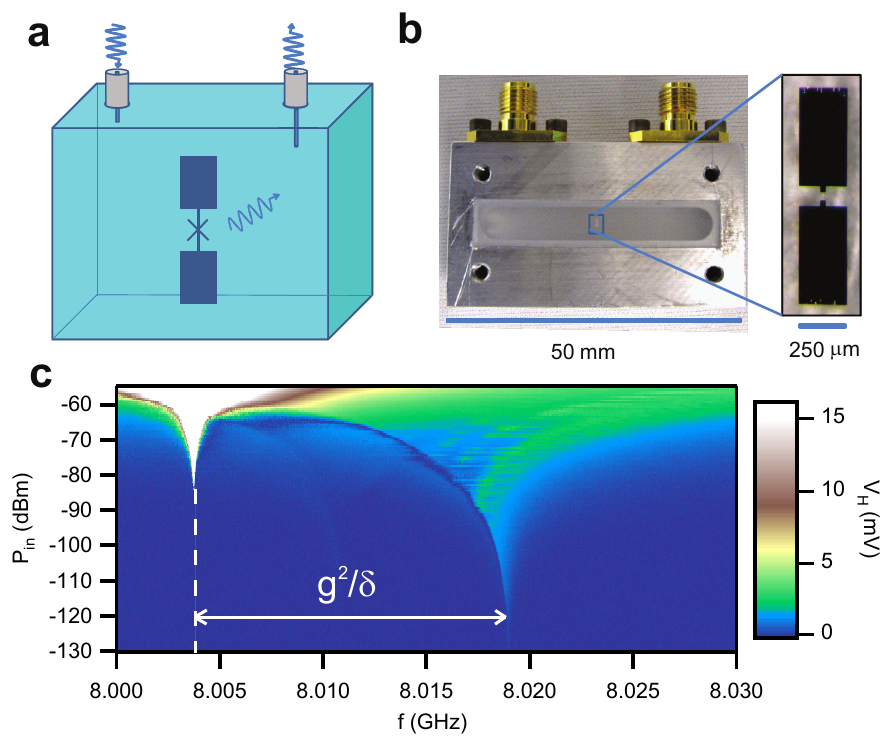 a
b
50 mm
250 μm
c
-60
-70
-80
-90
-100
-110
-120
-130
P_in (dBm)
g²/δ
8.000 8.005 8.010 8.015 8.020 8.025 8.030
f (GHz)
15
10
5
0
V_H (mV)